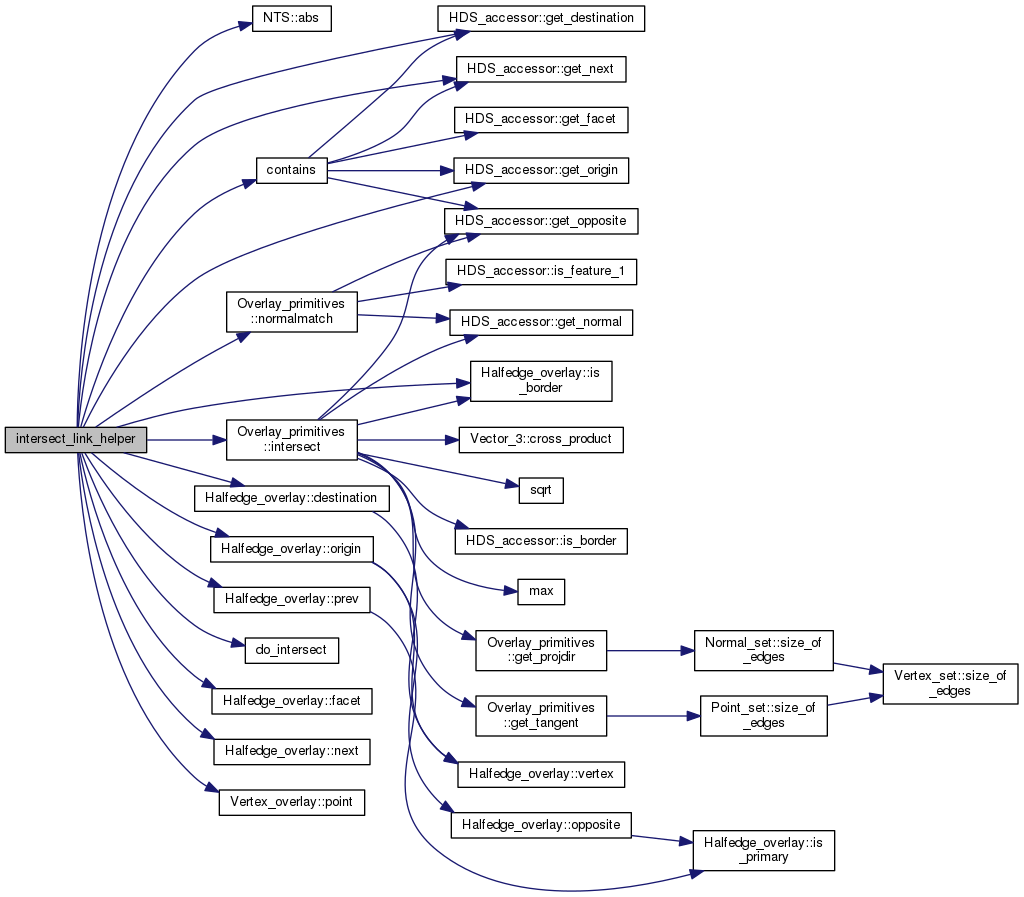 NTS::abs
HDS_accessor::get_destination
HDS_accessor::get_next
HDS_accessor::get_facet
contains
HDS_accessor::get_origin
HDS_accessor::get_opposite
HDS_accessor::is_feature_1
Overlay_primitives
::normalmatch
HDS_accessor::get_normal
Halfedge_overlay::is
_border
intersect_link_helper
Overlay_primitives
::intersect
Vector_3::cross_product
sqrt
Halfedge_overlay::destination
HDS_accessor::is_border
Halfedge_overlay::origin
max
Halfedge_overlay::prev
do_intersect
Overlay_primitives
::get_projdir
Normal_set::size_of
_edges
Vertex_set::size_of
_edges
Halfedge_overlay::facet
Overlay_primitives
::get_tangent
Point_set::size_of
_edges
Halfedge_overlay::next
Halfedge_overlay::vertex
Vertex_overlay::point
Halfedge_overlay::opposite
Halfedge_overlay::is
_primary